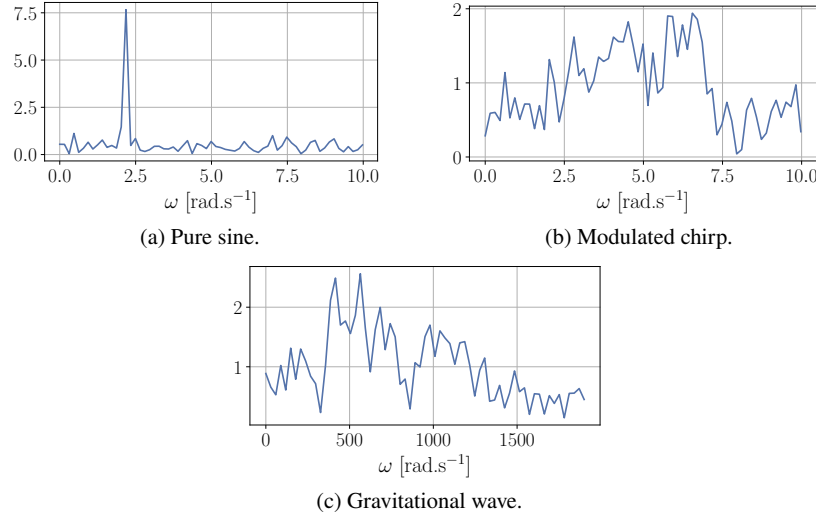 7.5
5.0
2.5
0.0
0.0 2.5 5.0 7.5 10.0
ω [rad.s⁻¹]
(a) Pure sine.
2
1
0
0.0 2.5 5.0 7.5 10.0
ω [rad.s⁻¹]
(b) Modulated chirp.
2
1
0 500 1000 1500
ω [rad.s⁻¹]
(c) Gravitational wave.